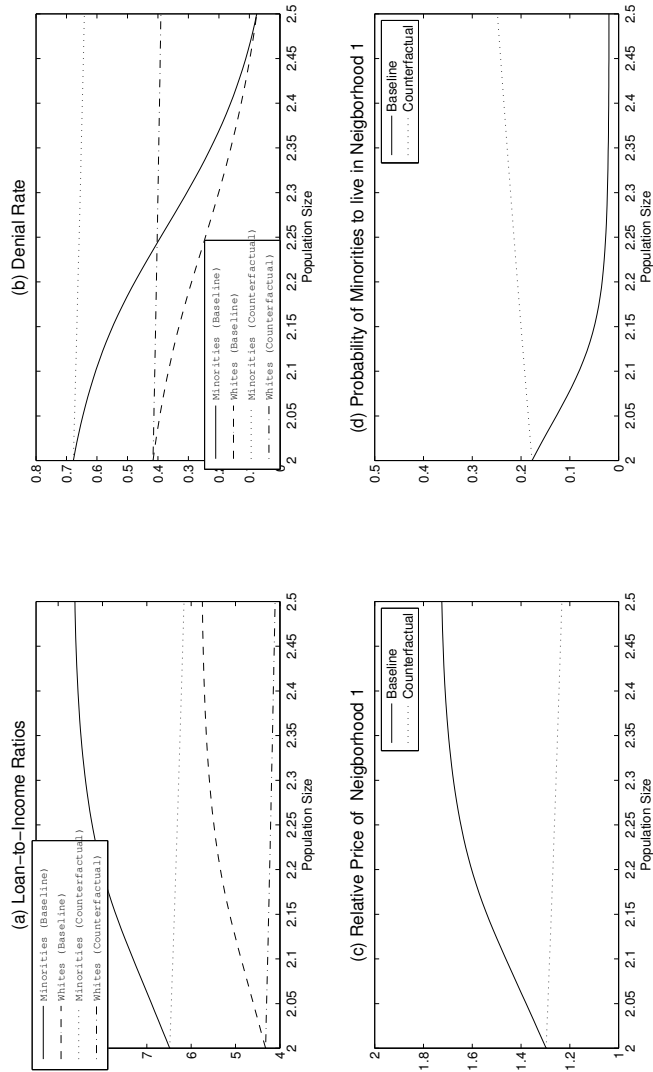 (a) Loan−to−Income Ratios
Minorities (Baseline)
Whites (Baseline)
Minorities (Counterfactual)
Whites (Counterfactual)
7
6
5
4
2 2.05 2.1 2.15 2.2 2.25 2.3 2.35 2.4 2.45 2.5
Population Size
(b) Denial Rate
0.8
0.7
0.6
0.5
0.4
0.3
Minorities (Baseline)
Whites (Baseline)
Minorities (Counterfactual)
Whites (Counterfactual)
2 2.05 2.1 2.15 2.2 2.25 2.3 2.35 2.4 2.45 2.5
Population Size
(c) Relative Price of Neigborhood 1
Baseline
Counterfactual
2
1.8
1.6
1.4
1.2
1
2 2.05 2.1 2.15 2.2 2.25 2.3 2.35 2.4 2.45 2.5
Population Size
(d) Probability of Minorities to live in Neigborhood 1
Baseline
Counterfactual
0.5
0.4
0.3
0.2
0.1
0
2 2.05 2.1 2.15 2.2 2.25 2.3 2.35 2.4 2.45 2.5
Population Size